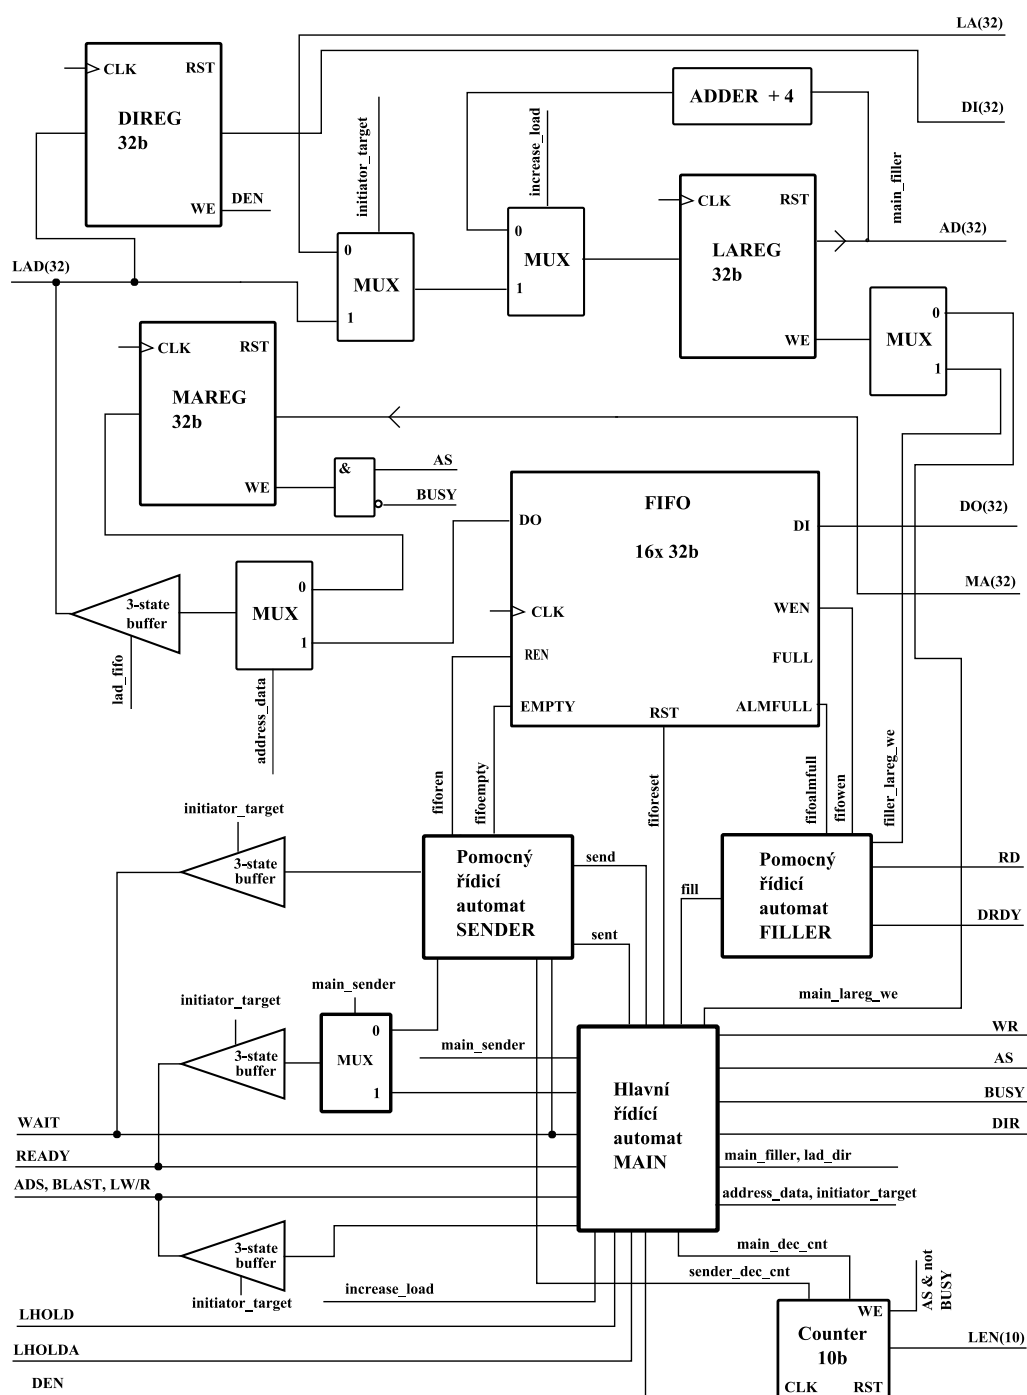 LA(32)
CLK
RST
DIREG
32b
WE
DEN
initiator_target
increase_load
ADDER + 4
DI(32)
main_filler
AD(32)
LAD(32)
0
MUX
1
0
MUX
1
CLK
RST
LAREG
32b
WE
0
MUX
1
CLK
RST
MAREG
32b
WE
&
AS
BUSY
FIFO
16x 32b
DO
DI
CLK
WEN
REN
FULL
EMPTY
RST
ALMFULL
DO(32)
MA(32)
3-state
buffer
lad_fifo
0
MUX
1
address_data
fiforen
fifoempty
fiforeset
fifoalmfull
fifowen
filler_lareg_we
initiator_target
3-state
buffer
Pomocný
řídicí
automat
SENDER
send
sent
fill
Pomocný
řídicí
automat
FILLER
RD
DRDY
main_lareg_we
initiator_target
3-state
buffer
main_sender
0
MUX
1
main_sender
Hlavní
řídící
automat
MAIN
WR
AS
BUSY
DIR
main_filler, lad_dir
address_data, initiator_target
WAIT
READY
ADS, BLAST, LW/R
3-state
buffer
initiator_target
increase_load
main_dec_cnt
sender_dec_cnt
AS & not
BUSY
LHOLD
LHOLDA
DEN
WE
Counter
10b
CLK
RST
LEN(10)